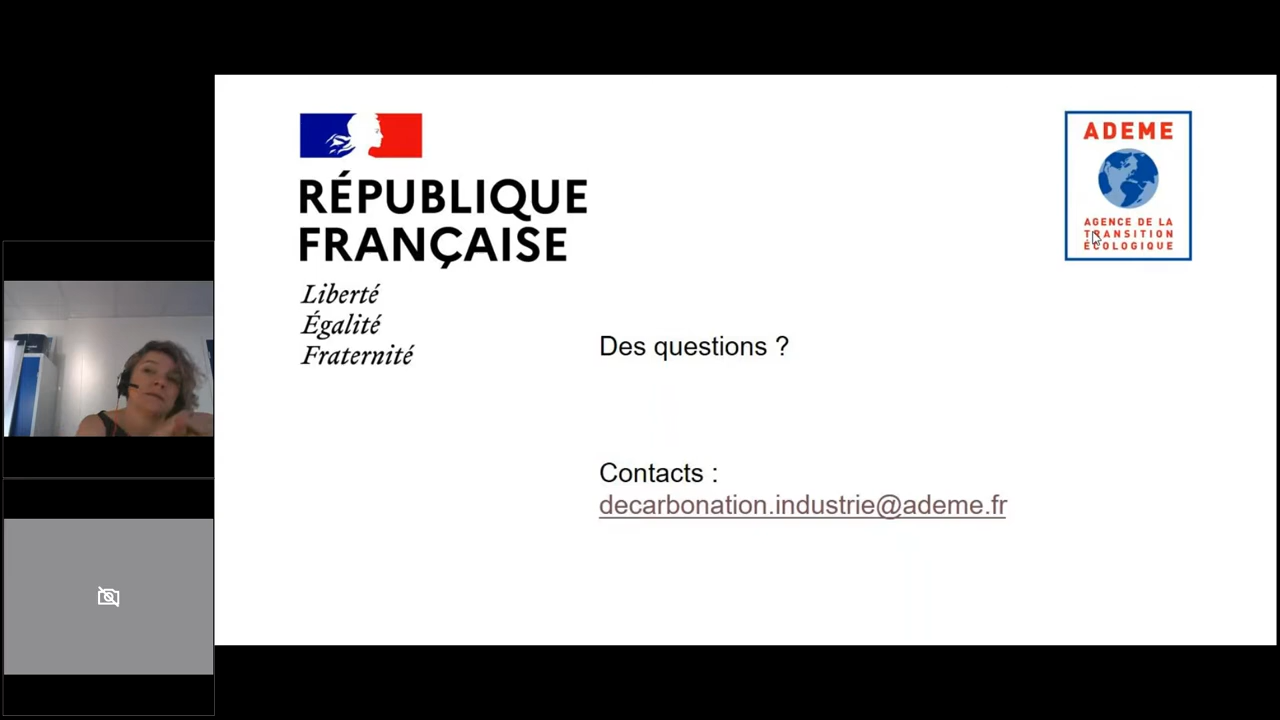 RÉPUBLIQUE
FRANÇAISE
Liberté
Égalité
Fraternité
ADEME
AGENCE DE LA
TRANSITION
ÉCOLOGIQUE
Des questions ?
Contacts :
decarbonation.industrie@ademe.fr